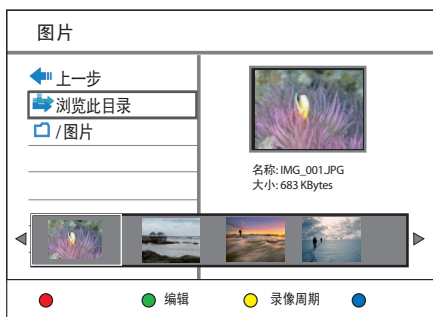 图片
上一步
浏览此目录
/图片
名称: IMG_001.JPG
大小: 683 KBytes
编辑
录像周期